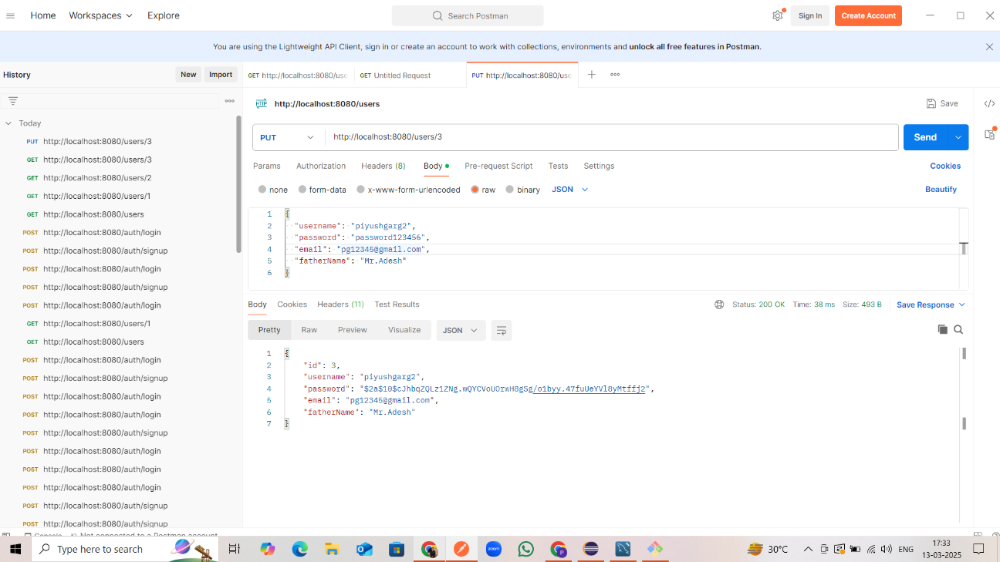 Home Workspaces Explore Search Postman Sign In Create Account
You are using the Lightweight API Client, sign in or create an account to work with collections, environments and unlock all free features in Postman.
History New Import GET http://localhost:8080/use GET Untitled Request PUT http://localhost:8080/use
HTTP http://localhost:8080/users Save
Today
PUT http://localhost:8080/users/3
GET http://localhost:8080/users/3
GET http://localhost:8080/users/2
GET http://localhost:8080/users/1
GET http://localhost:8080/users
POST http://localhost:8080/auth/login
POST http://localhost:8080/auth/signup
POST http://localhost:8080/auth/login
POST http://localhost:8080/auth/signup
POST http://localhost:8080/auth/login
GET http://localhost:8080/users/1
GET http://localhost:8080/users
POST http://localhost:8080/auth/login
POST http://localhost:8080/auth/signup
POST http://localhost:8080/auth/login
POST http://localhost:8080/auth/login
POST http://localhost:8080/auth/signup
POST http://localhost:8080/auth/login
POST http://localhost:8080/auth/login
POST http://localhost:8080/auth/login
POST http://localhost:8080/auth/signup
POST http://localhost:8080/auth/signup
PUT http://localhost:8080/users/3 Send
Params Authorization Headers (8) Body Pre-request Script Tests Settings Cookies
none form-data x-www-form-urlencoded raw binary JSON Beautify
1 {
2 "username": "piyushgarg2",
3 "password": "password123456",
4 "email": "pg12345@gmail.com",
5 "fatherName": "Mr.Adesh"
6 }
Body Cookies Headers (11) Test Results Status: 200 OK Time: 38 ms Size: 493 B Save Response
Pretty Raw Preview Visualize JSON
1 {
2 "id": 3,
3 "username": "piyushgarg2",
4 "password": "$2a$10$cJhbqZQLz1ZNg.wQYCVoUOrwH8gSg/o1byy.47fuUeYVl8yMtffj2",
5 "email": "pg12345@gmail.com",
6 "fatherName": "Mr.Adesh"
7 }
Console Not connected to a Postman account
Type here to search zoom 30°C ENG 17:33
13-03-2025